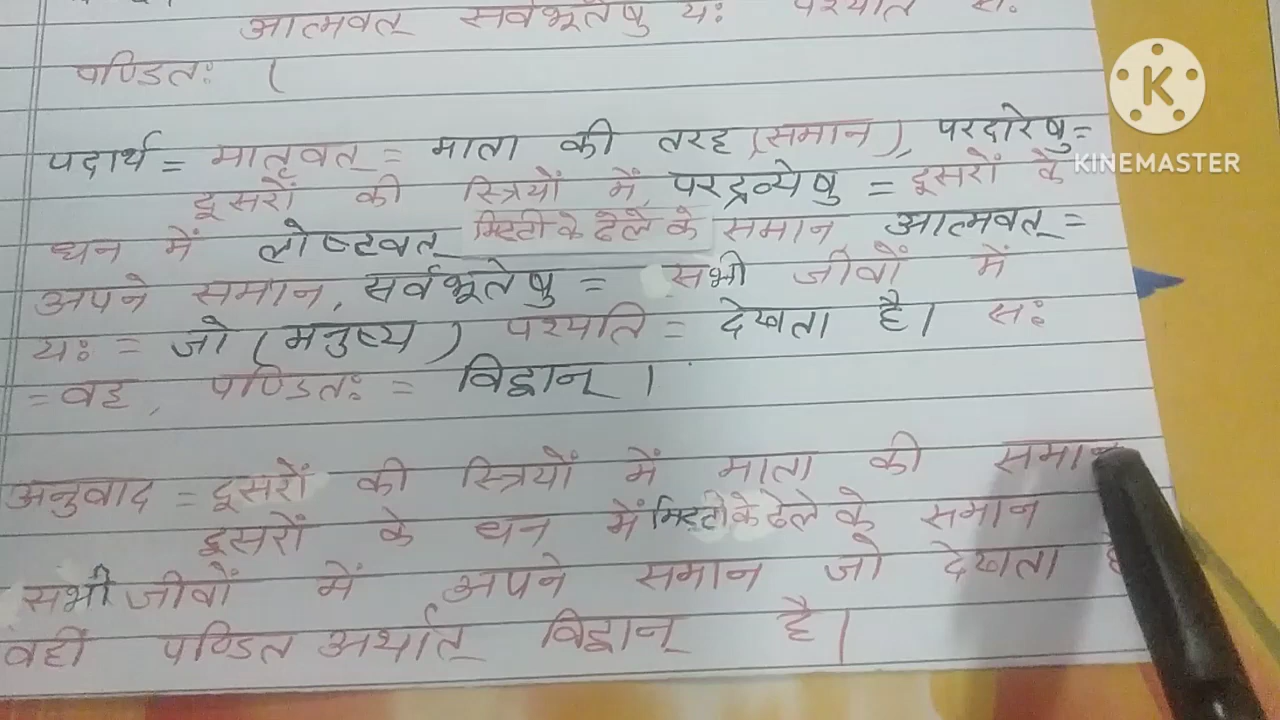 आत्मवत् सर्वभूतेषु यः पश्यति सः
पण्डितः ।
पदार्थ = मातृवत् = माता की तरह (समान), परदारेषु =
दूसरों की स्त्रियों में, परद्रव्येषु = दूसरों के
धन में लोष्टवत् मिट्टी के ढेले के समान आत्मवत् =
अपने समान, सर्वभूतेषु = सभी जीवों में
यः = जो (मनुष्य) पश्यति = देखता है। सः
= वह, पण्डितः = विद्वान् ।
अनुवाद = दूसरों की स्त्रियों में माता की समान
दूसरों के धन में मिट्टी के ढेले के समान
सभी जीवों में अपने समान जो देखता है
वही पण्डित अर्थात् विद्वान् है।
K
KINEMASTER